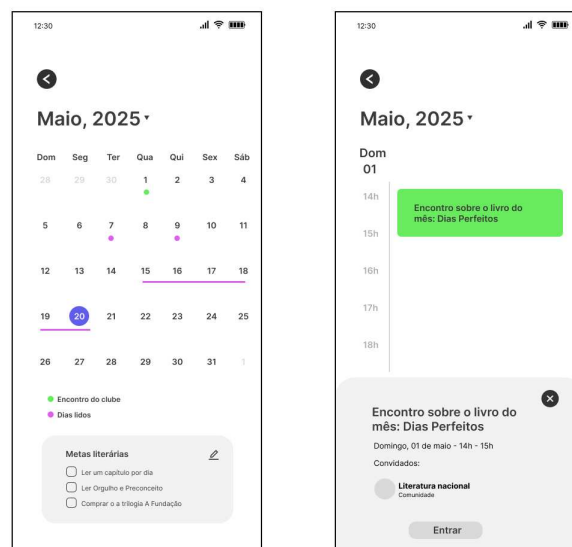 12:30
Maio, 2025
Dom Seg Ter Qua Qui Sex Sáb
28 29 30 1 2 3 4
5 6 7 8 9 10 11
12 13 14 15 16 17 18
19 20 21 22 23 24 25
26 27 28 29 30 31 1
Encontro do clube
Dias lidos
Metas literárias
Ler um capítulo por dia
Ler Orgulho e Preconceito
Comprar o a trilogia A Fundação
12:30
Maio, 2025
Dom
01
14h
Encontro sobre o livro do
mês: Dias Perfeitos
15h
16h
17h
18h
Encontro sobre o livro do
mês: Dias Perfeitos
Domingo, 01 de maio - 14h - 15h
Convidados:
Literatura nacional
Comunidade
Entrar